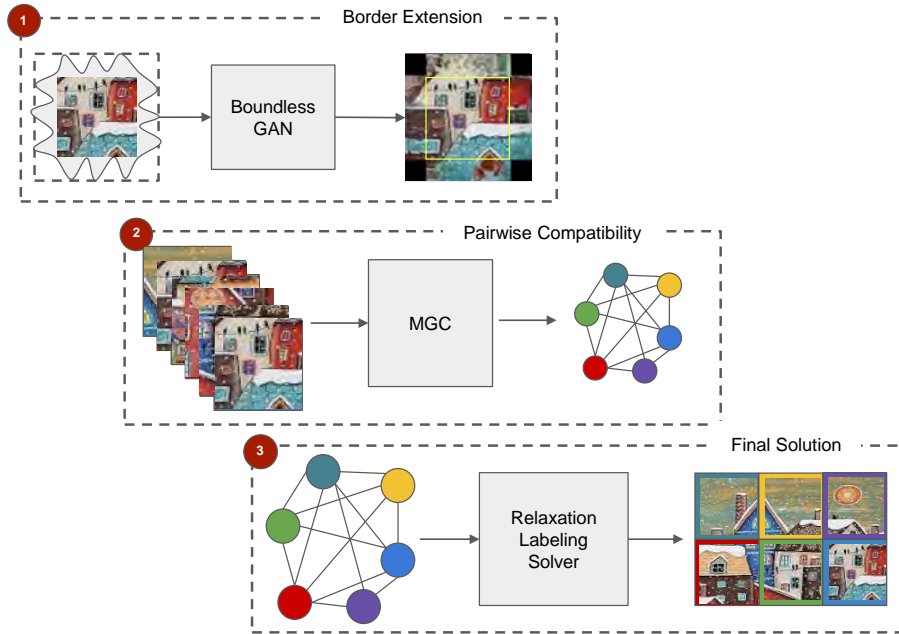 1
Border Extension
Boundless
GAN
2
Pairwise Compatibility
MGC
3
Final Solution
Relaxation
Labeling
Solver